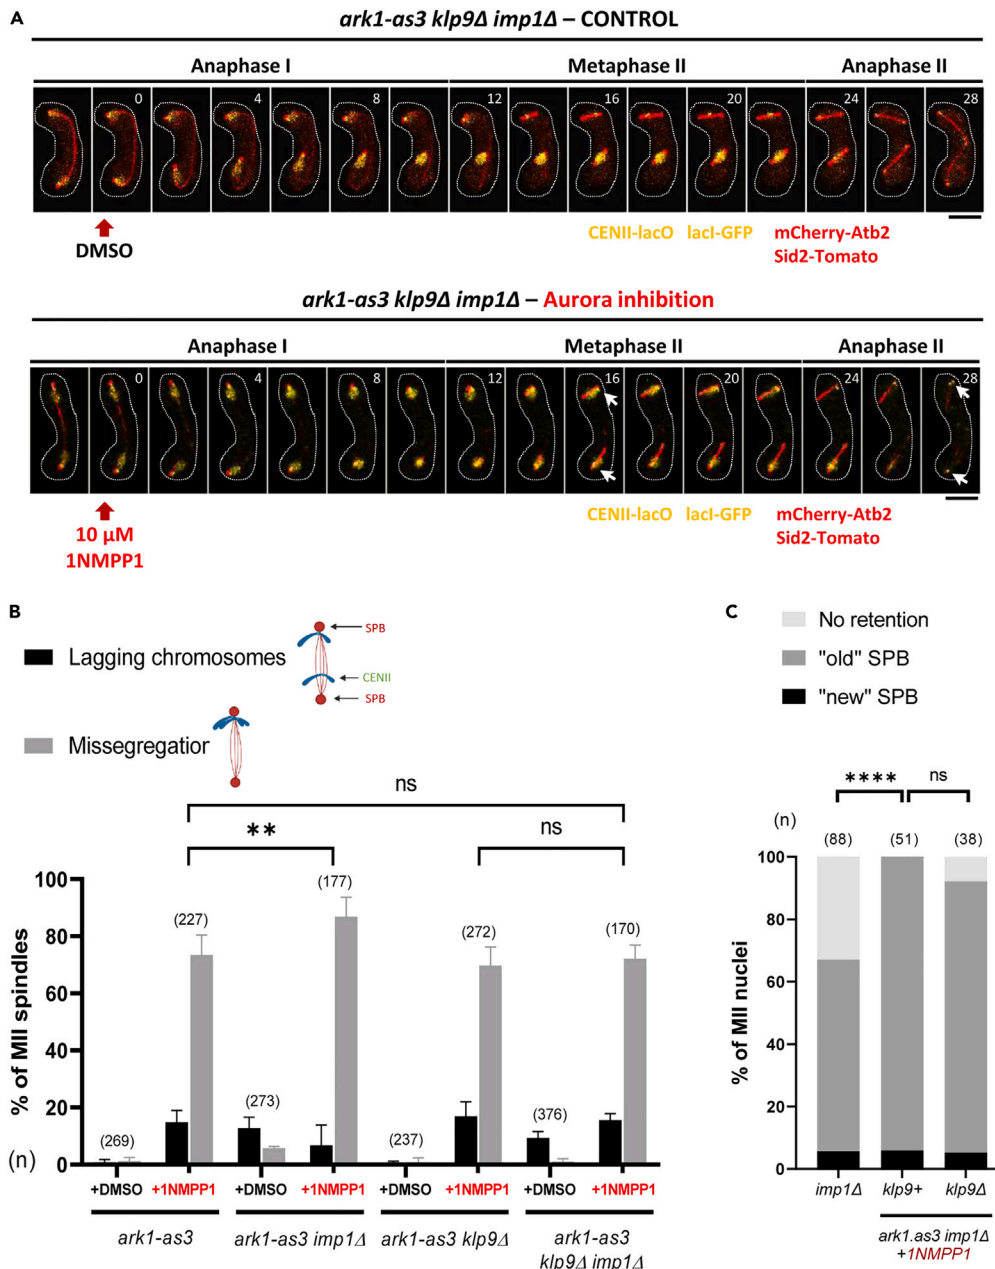 A
ark1-as3 klp9Δ imp1Δ – CONTROL
Anaphase I Metaphase II Anaphase II
0 4 8 12 16 20 24 28
DMSO
CENII-lacO lacI-GFP mCherry-Atb2
Sid2-Tomato
ark1-as3 klp9Δ imp1Δ – Aurora inhibition
Anaphase I Metaphase II Anaphase II
0 4 8 12 16 20 24 28
10 µM
1NMPP1
CENII-lacO lacI-GFP mCherry-Atb2
Sid2-Tomato
B
Lagging chromosomes
SPB
CENII
SPB
Missegregation
ns
** ns
% of MII spindles
100
80
60
40
20
0
(n)
(269) (227) (273) (177) (237) (272) (376) (170)
+DMSO +1NMPP1 +DMSO +1NMPP1 +DMSO +1NMPP1 +DMSO +1NMPP1
ark1-as3 ark1-as3 imp1Δ ark1-as3 klp9Δ ark1-as3
klp9Δ imp1Δ
C
No retention
"old" SPB
"new" SPB
**** ns
(n)
(88) (51) (38)
% of MII nuclei
100
80
60
40
20
0
imp1Δ klp9+ klp9Δ
ark1.as3 imp1Δ
+1NMPP1